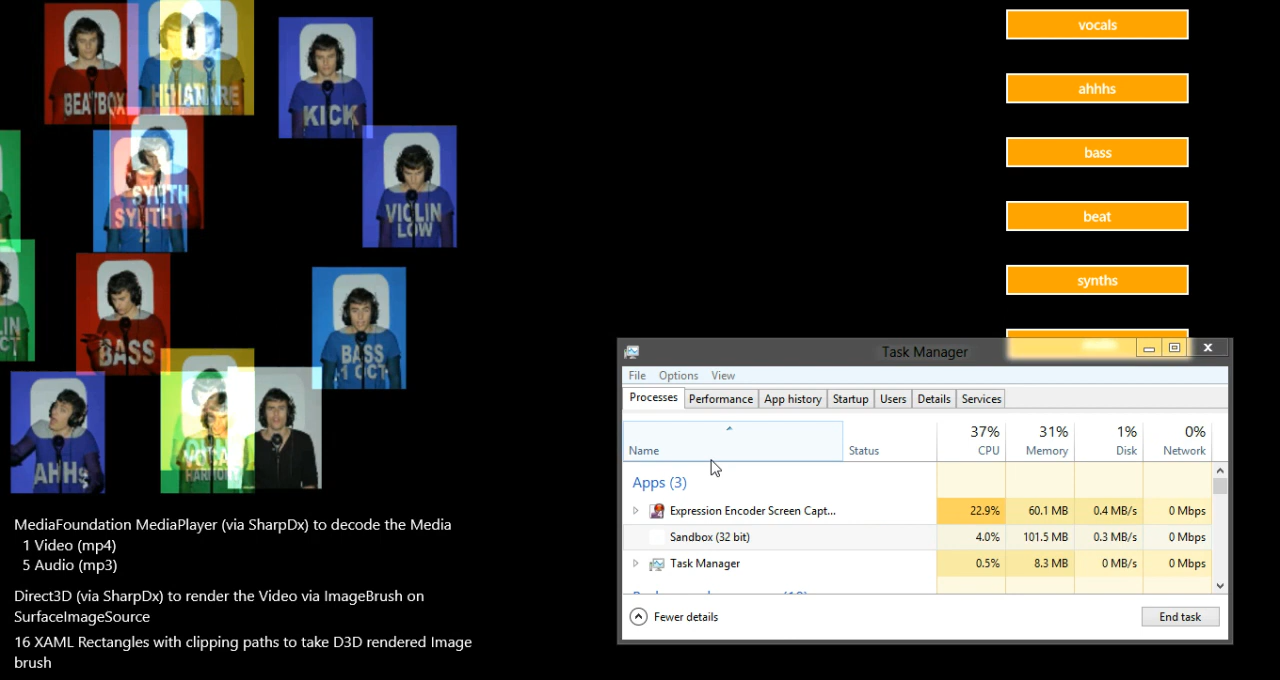 BEATBOX
KICK
SYNTH
SYNTH
2
VIOLIN
LOW
BASS
BASS
1 OCT
AHHs
HARMONY
MediaFoundation MediaPlayer (via SharpDx) to decode the Media
1 Video (mp4)
5 Audio (mp3)
Direct3D (via SharpDx) to render the Video via ImageBrush on
SurfaceImageSource
16 XAML Rectangles with clipping paths to take D3D rendered Image
brush
vocals
ahhhs
bass
beat
synths
Task Manager
File Options View
Processes Performance App history Startup Users Details Services
37% 31% 1% 0%
Name Status CPU Memory Disk Network
Apps (3)
Expression Encoder Screen Capt... 22.9% 60.1 MB 0.4 MB/s 0 Mbps
Sandbox (32 bit) 4.0% 101.5 MB 0.3 MB/s 0 Mbps
Task Manager 0.5% 8.3 MB 0 MB/s 0 Mbps
Fewer details End task